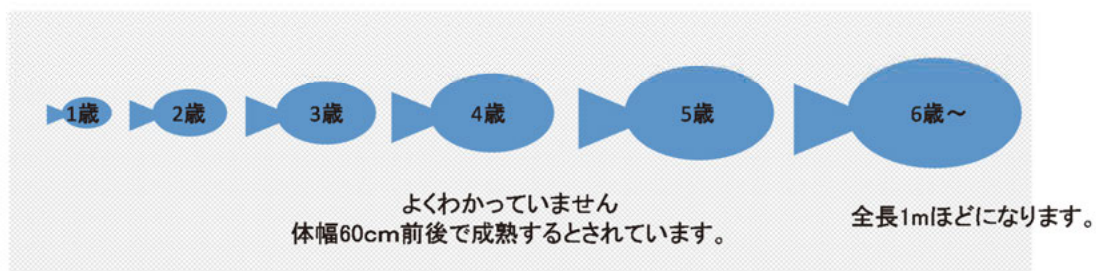 1歳
2歳
3歳
4歳
5歳
6歳～
よくわかっていません
体幅60cm前後で成熟するとされています。
全長1mほどになります。